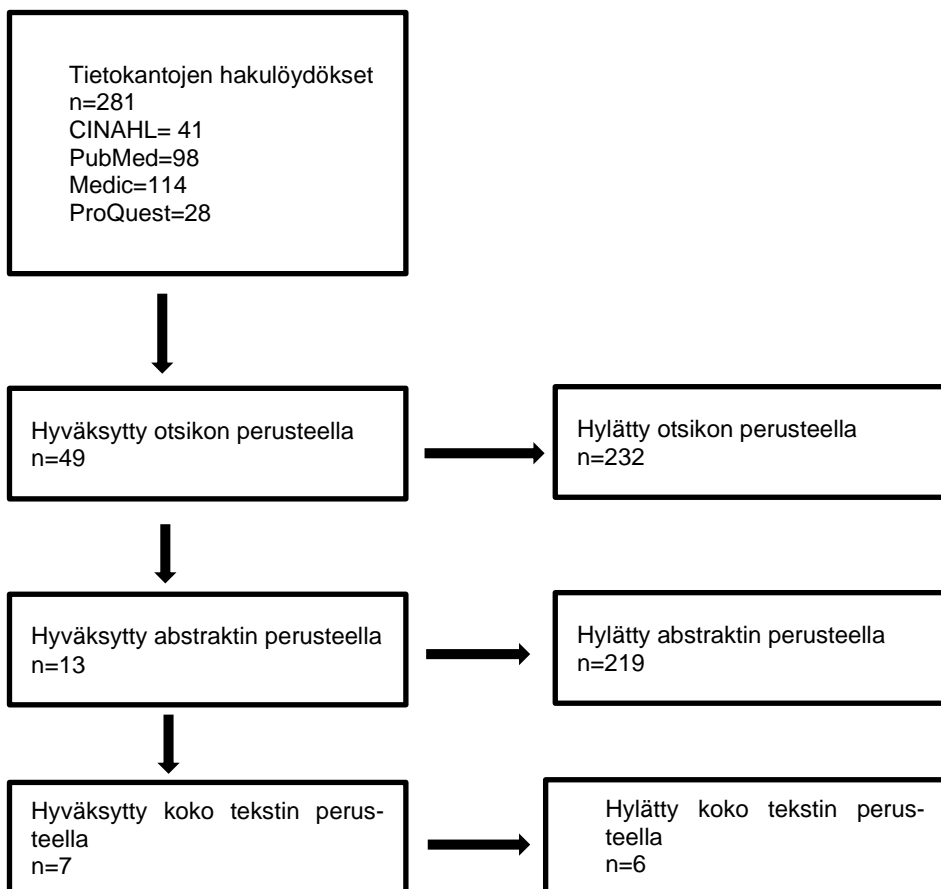 Tietokantojen hakulöydökset
n=281
CINAHL= 41
PubMed=98
Medic=114
ProQuest=28
Hyväksytty otsikon perusteella
n=49
Hylätty otsikon perusteella
n=232
Hyväksytty abstraktin perusteella
n=13
Hylätty abstraktin perusteella
n=219
Hyväksytty koko tekstin perus-
teella
n=7
Hylätty koko tekstin perus-
teella
n=6